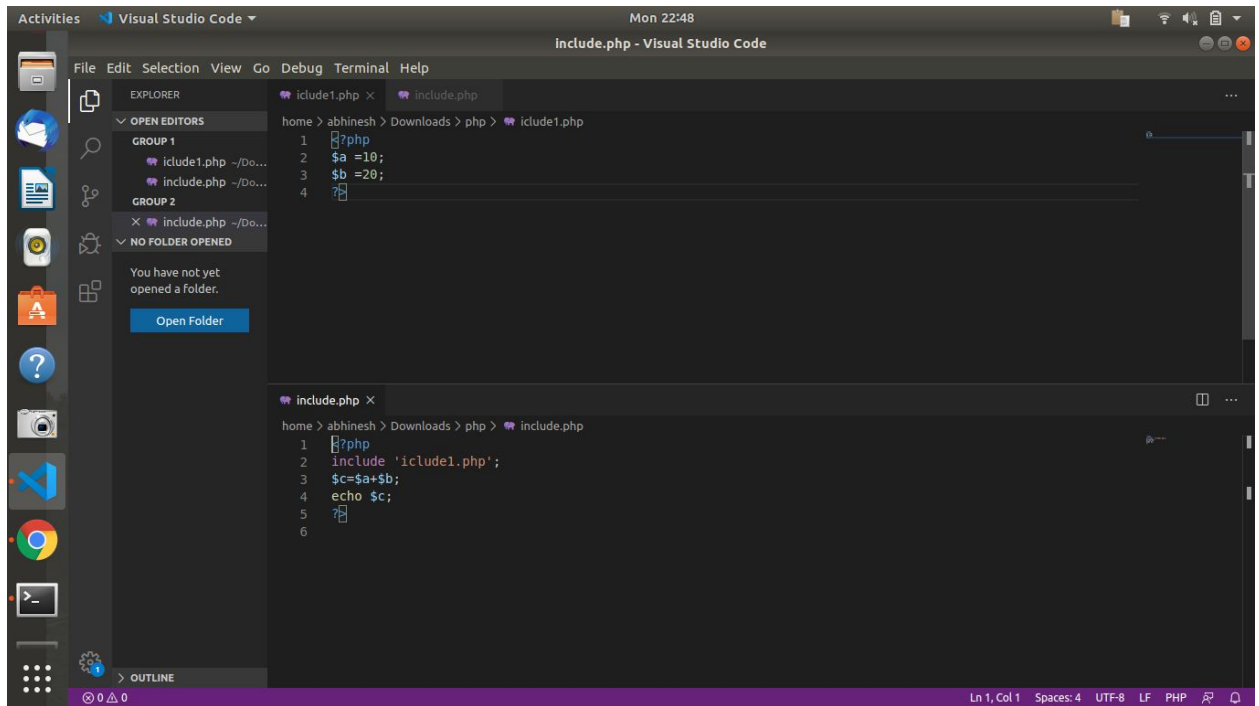 Activities Visual Studio Code Mon 22:48
include.php - Visual Studio Code
File Edit Selection View Go Debug Terminal Help
EXPLORER
OPEN EDITORS
GROUP 1
iclude1.php ~/Do...
include.php ~/Do...
GROUP 2
include.php ~/Do...
NO FOLDER OPENED
You have not yet
opened a folder.
Open Folder
OUTLINE
iclude1.php include.php
home > abhinesh > Downloads > php > iclude1.php
1 <?php
2 $a =10;
3 $b =20;
4 ?>
include.php
home > abhinesh > Downloads > php > include.php
1 <?php
2 include 'iclude1.php';
3 $c=$a+$b;
4 echo $c;
5 ?>
6
1
0 0 Ln 1, Col 1 Spaces: 4 UTF-8 LF PHP